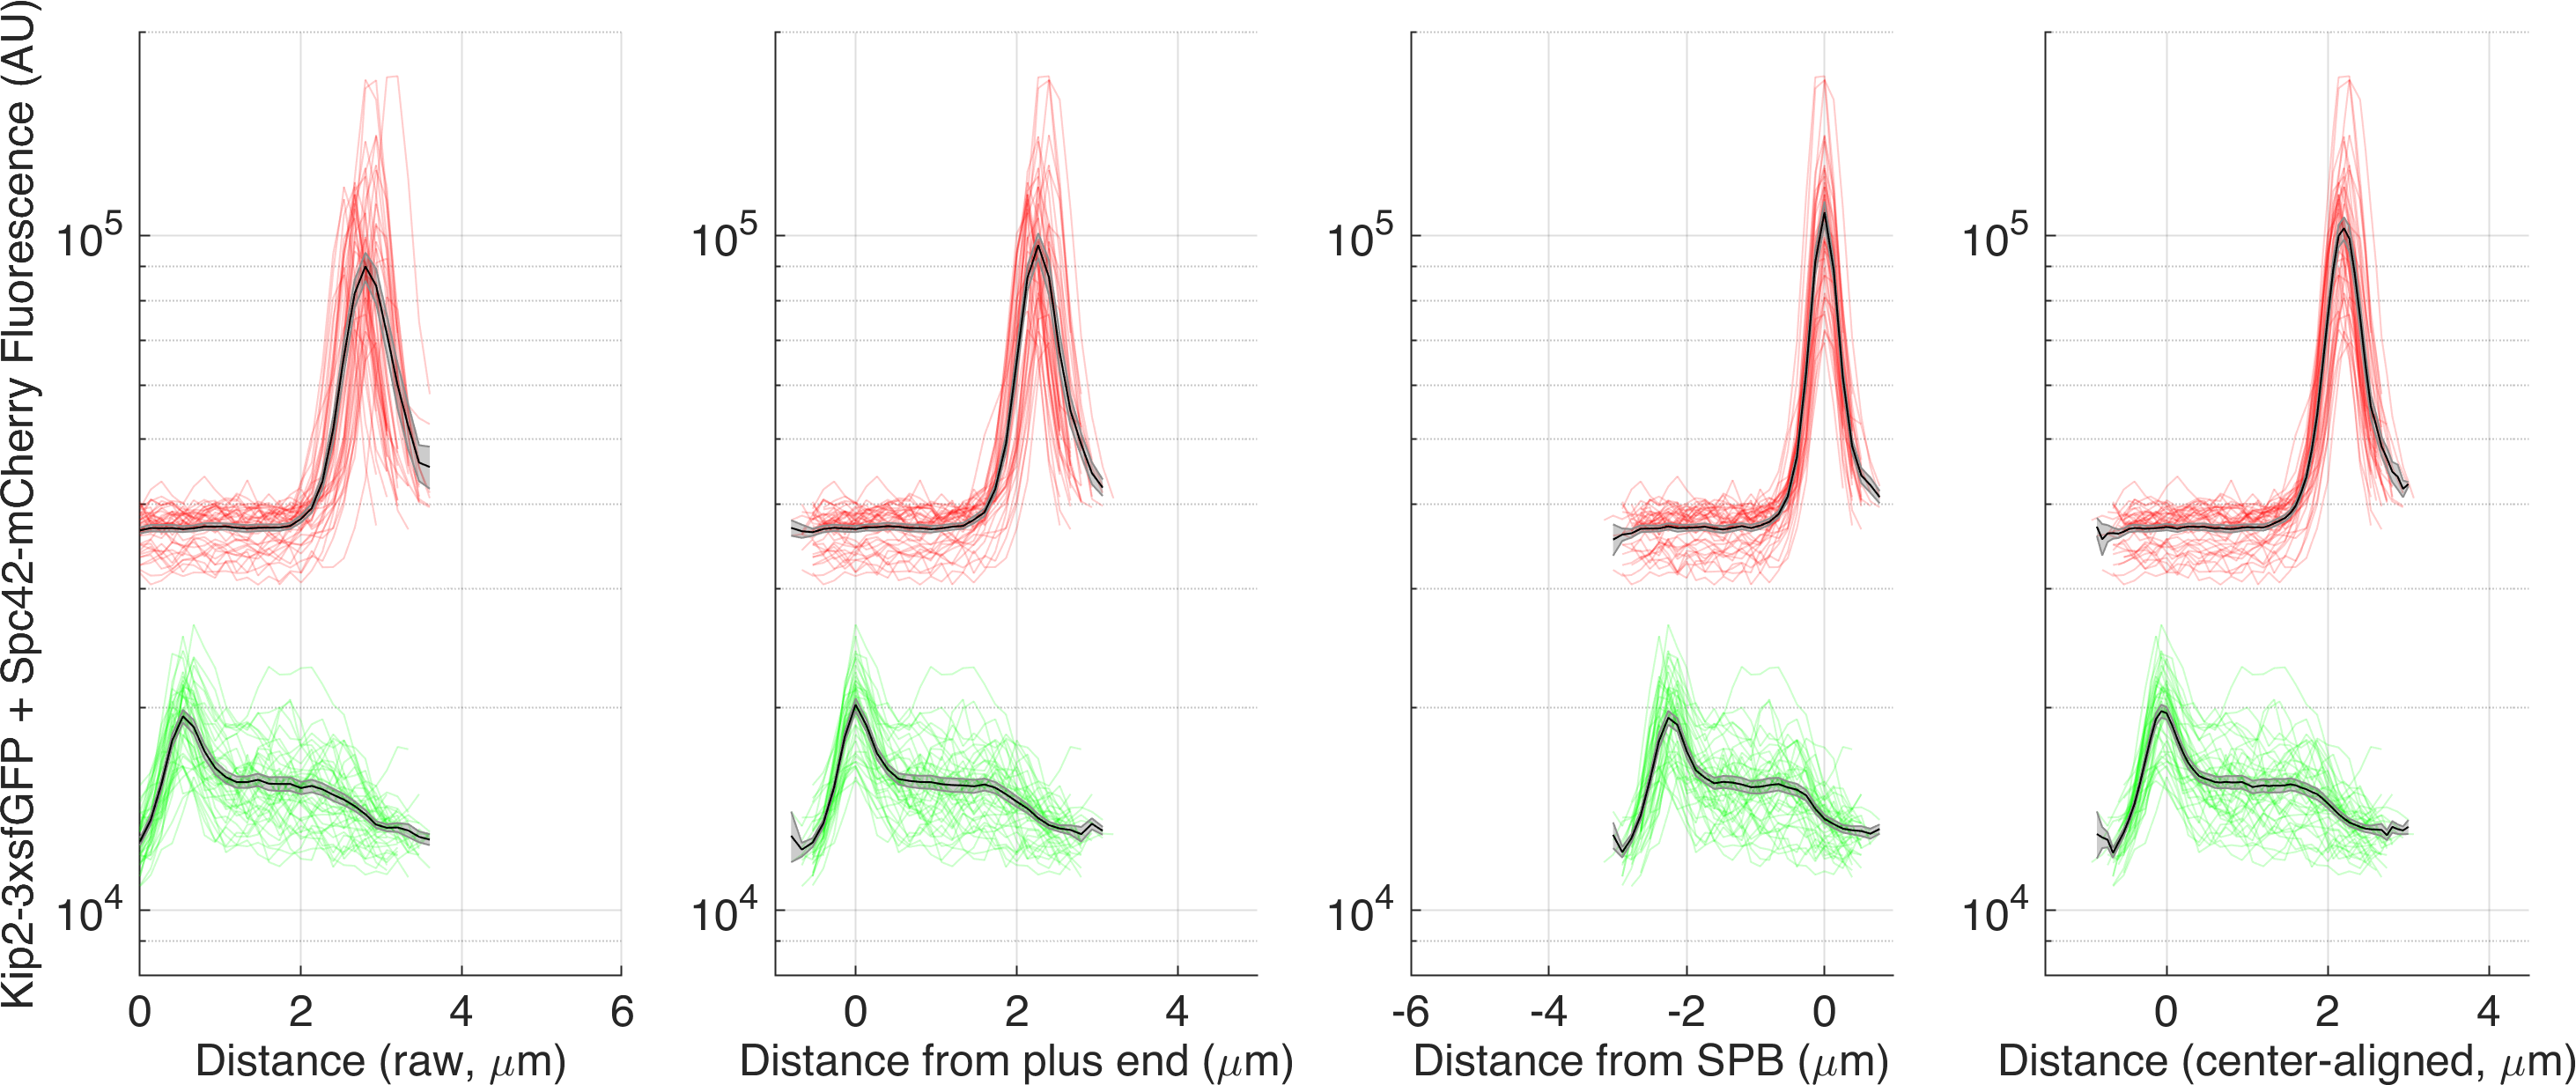 Kip2-3xsfGFP + Spc42-mCherry Fluorescence (AU)
10^5
10^4
0 2 4 6
Distance (raw, μm)
10^5
10^4
0 2 4
Distance from plus end (μm)
10^5
10^4
-6 -4 -2 0
Distance from SPB (μm)
10^5
10^4
0 2 4
Distance (center-aligned, μm)